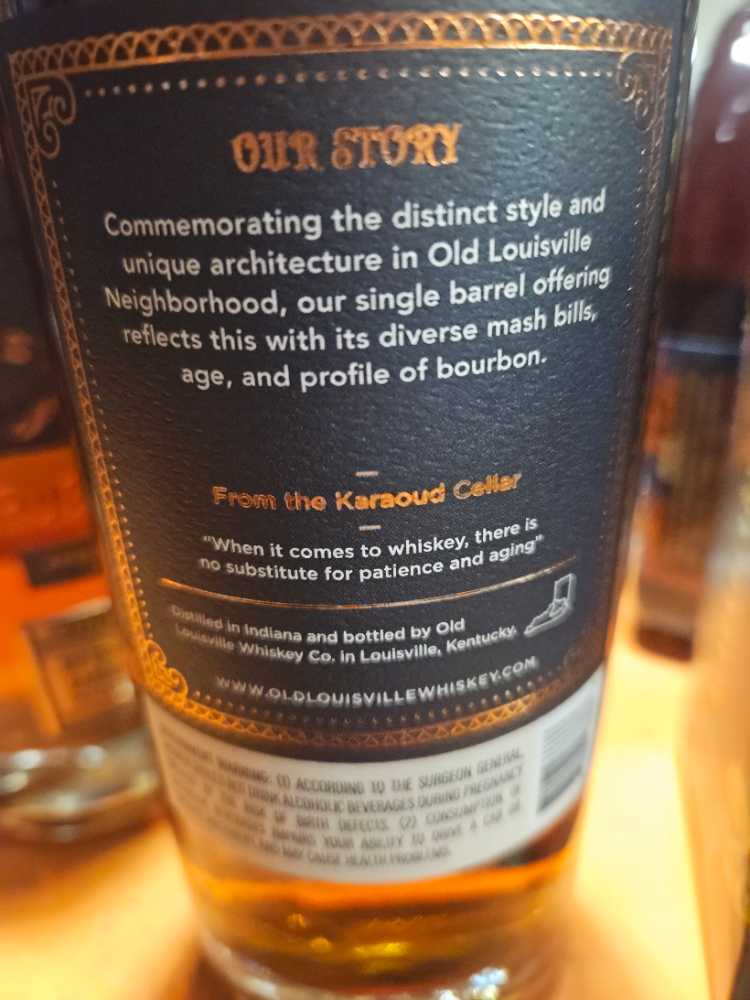 OUR STORY
Commemorating the distinct style and
unique architecture in Old Louisville
Neighborhood, our single barrel offering
reflects this with its diverse mash bills,
age, and profile of bourbon.
From the Karaoud Cellar
"When it comes to whiskey, there is
no substitute for patience and aging"
Distilled in Indiana and bottled by Old
Louisville Whiskey Co. in Louisville, Kentucky.
WWW.OLDLOUISVILLEWHISKEY.COM
WARNING: (1) ACCORDING TO THE SURGEON GENERAL,
DRINK ALCOHOLIC BEVERAGES DURING PREGNANCY
OF THE RISK OF BIRTH DEFECTS. (2) CONSUMPTION OF
BEVERAGES IMPAIRS YOUR ABILITY TO DRIVE A CAR OR
AND MAY CAUSE HEALTH PROBLEMS.